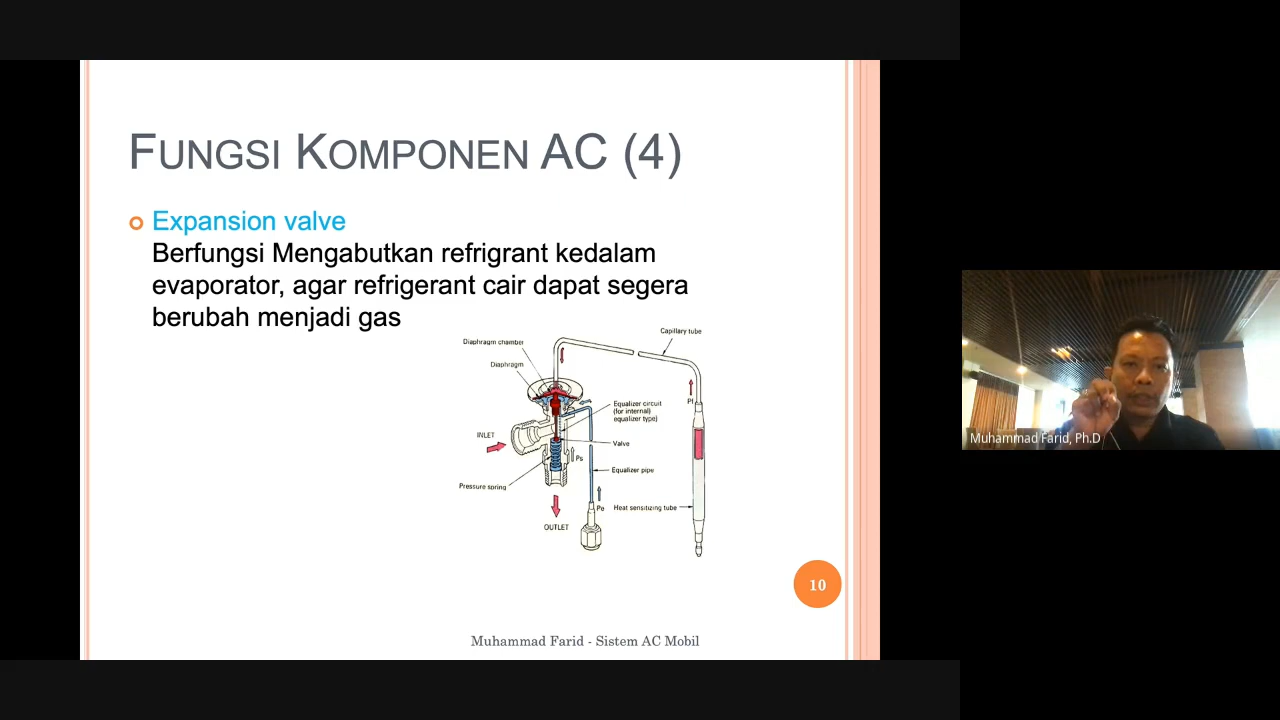 FUNGSI KOMPONEN AC (4)
Expansion valve
Berfungsi Mengabutkan refrigrant kedalam
evaporator, agar refrigerant cair dapat segera
berubah menjadi gas
Capillary tube
Diaphragm chamber
Diaphragm
Pf
Equalizer circuit
(for internal)
equalizer type)
INLET
Valve
Ps
Equalizer pipe
Pressure spring
Pe
Heat sensitizing tube
OUTLET
10
Muhammad Farid - Sistem AC Mobil
Muhammad Farid, Ph.D